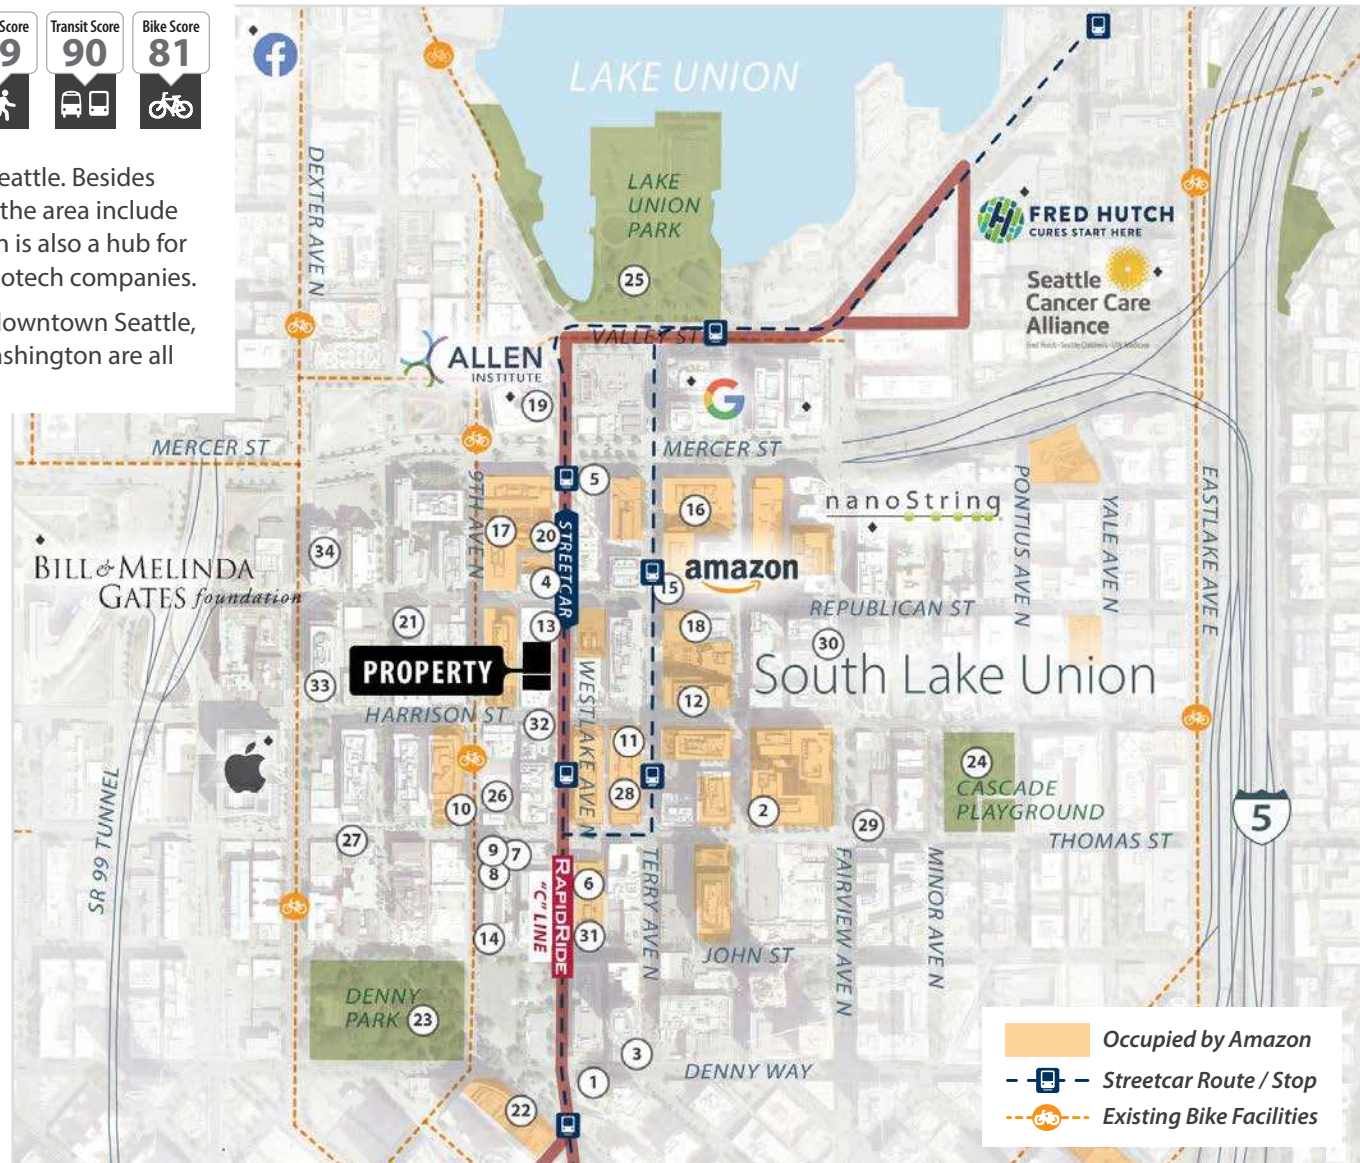 Score
9
Transit Score
90
Bike Score
81
eattle. Besides
the area include
n is also a hub for
otech companies.
downtown Seattle,
ashington are all
LAKE UNION
LAKE
UNION
PARK
25
DEXTER AVE N
FRED HUTCH
CURES START HERE
Seattle
Cancer Care
Alliance
VALLEY ST
ALLEN
INSTITUTE
19
G
MERCER ST
MERCER ST
5
9TH AVE N
16
nanoString
PONTIUS AVE N
YALE AVE N
EASTLAKE AVE E
17
20
STREETCAR
34
BILL & MELINDA
GATES foundation
4
15
amazon
REPUBLICAN ST
21
13
18
30
PROPERTY
South Lake Union
33
HARRISON ST
32
WESTLAKE AVE N
12
11
24
CASCADE
PLAYGROUND
SR 99 TUNNEL
10
26
28
2
29
5
THOMAS ST
27
9
7
8
RAPIDRIDE
"C" LINE
6
TERRY AVE N
FAIRVIEW AVE N
MINOR AVE N
14
31
JOHN ST
DENNY
PARK
23
3
1
DENNY WAY
22
Occupied by Amazon
Streetcar Route / Stop
Existing Bike Facilities